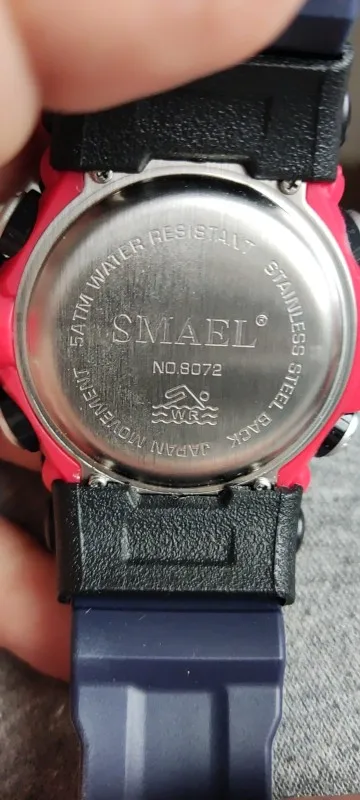 5ATM WATER RESISTANT
STAINLESS STEEL BACK
JAPAN MOVEMENT
SMAEL®
NO.8072
WR